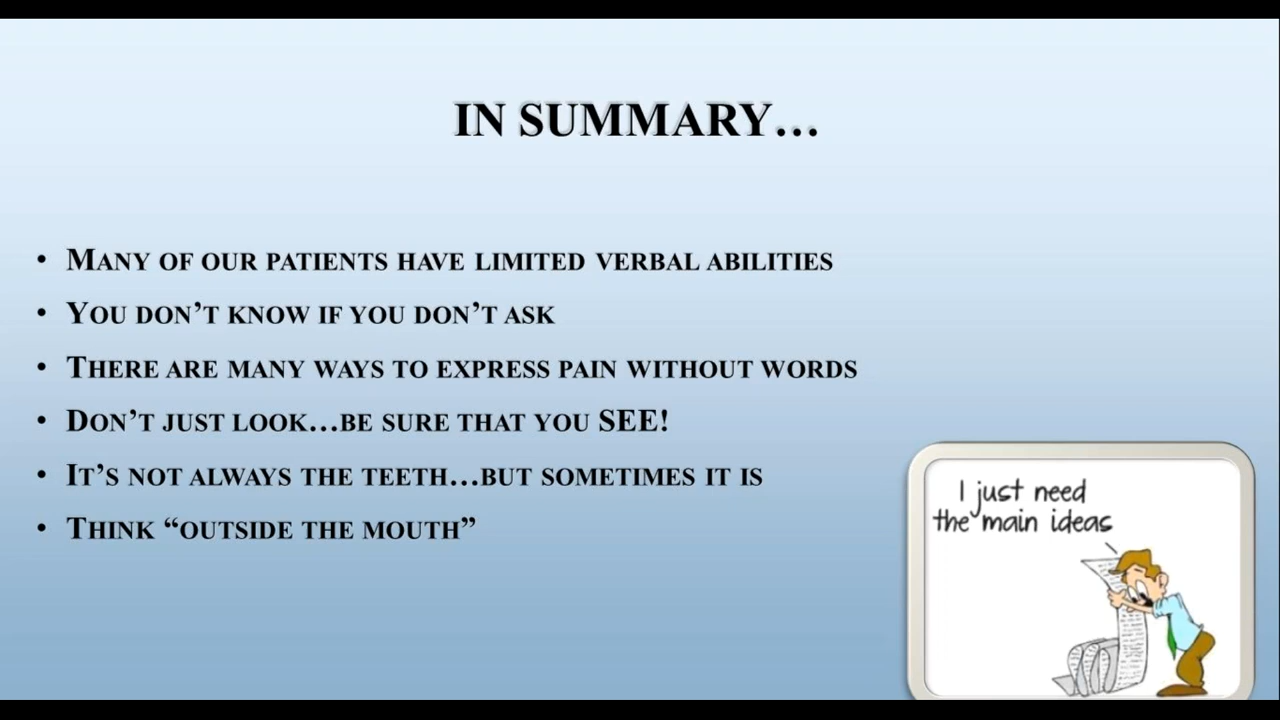 IN SUMMARY…
• MANY OF OUR PATIENTS HAVE LIMITED VERBAL ABILITIES
• YOU DON’T KNOW IF YOU DON’T ASK
• THERE ARE MANY WAYS TO EXPRESS PAIN WITHOUT WORDS
• DON’T JUST LOOK…BE SURE THAT YOU SEE!
• IT’S NOT ALWAYS THE TEETH…BUT SOMETIMES IT IS
• THINK “OUTSIDE THE MOUTH”
I just need
the main ideas